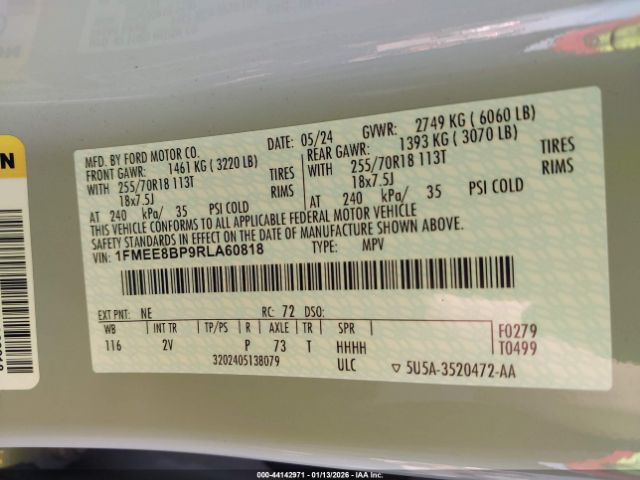 MFD. BY FORD MOTOR CO.
DATE: 05/24 GVWR: 2749 KG ( 6060 LB)
FRONT GAWR: 1461 KG ( 3220 LB) REAR GAWR: 1393 KG ( 3070 LB)
WITH 255/70R18 113T TIRES WITH 255/70R18 113T TIRES
18x7.5J RIMS 18x7.5J RIMS
AT 240 kPa/ 35 PSI COLD AT 240 kPa/ 35 PSI COLD
THIS VEHICLE CONFORMS TO ALL APPLICABLE FEDERAL MOTOR VEHICLE
SAFETY STANDARDS IN EFFECT ON THE DATE OF MANUFACTURE SHOWN ABOVE.
VIN: 1FMEE8BP9RLA60818 TYPE: MPV
EXT PNT: NE RC: 72 DSO:
WB INT TR TP/PS R AXLE TR SPR F0279
116 2V P 73 T HHHH T0499
3202405138079 ULC 5U5A-3520472-AA
000-44142971 - 01/13/2026 - IAAI Inc.